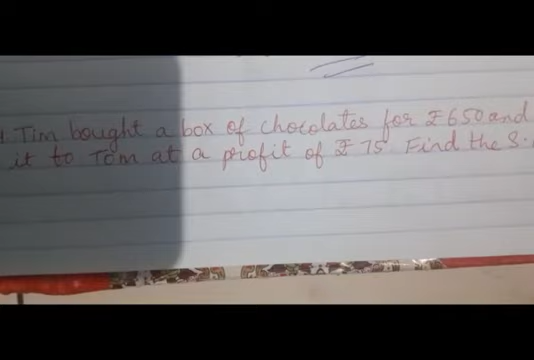 Tim bought a box of chocolates for ₹650 and
it to Tom at a profit of ₹75 Find the S.